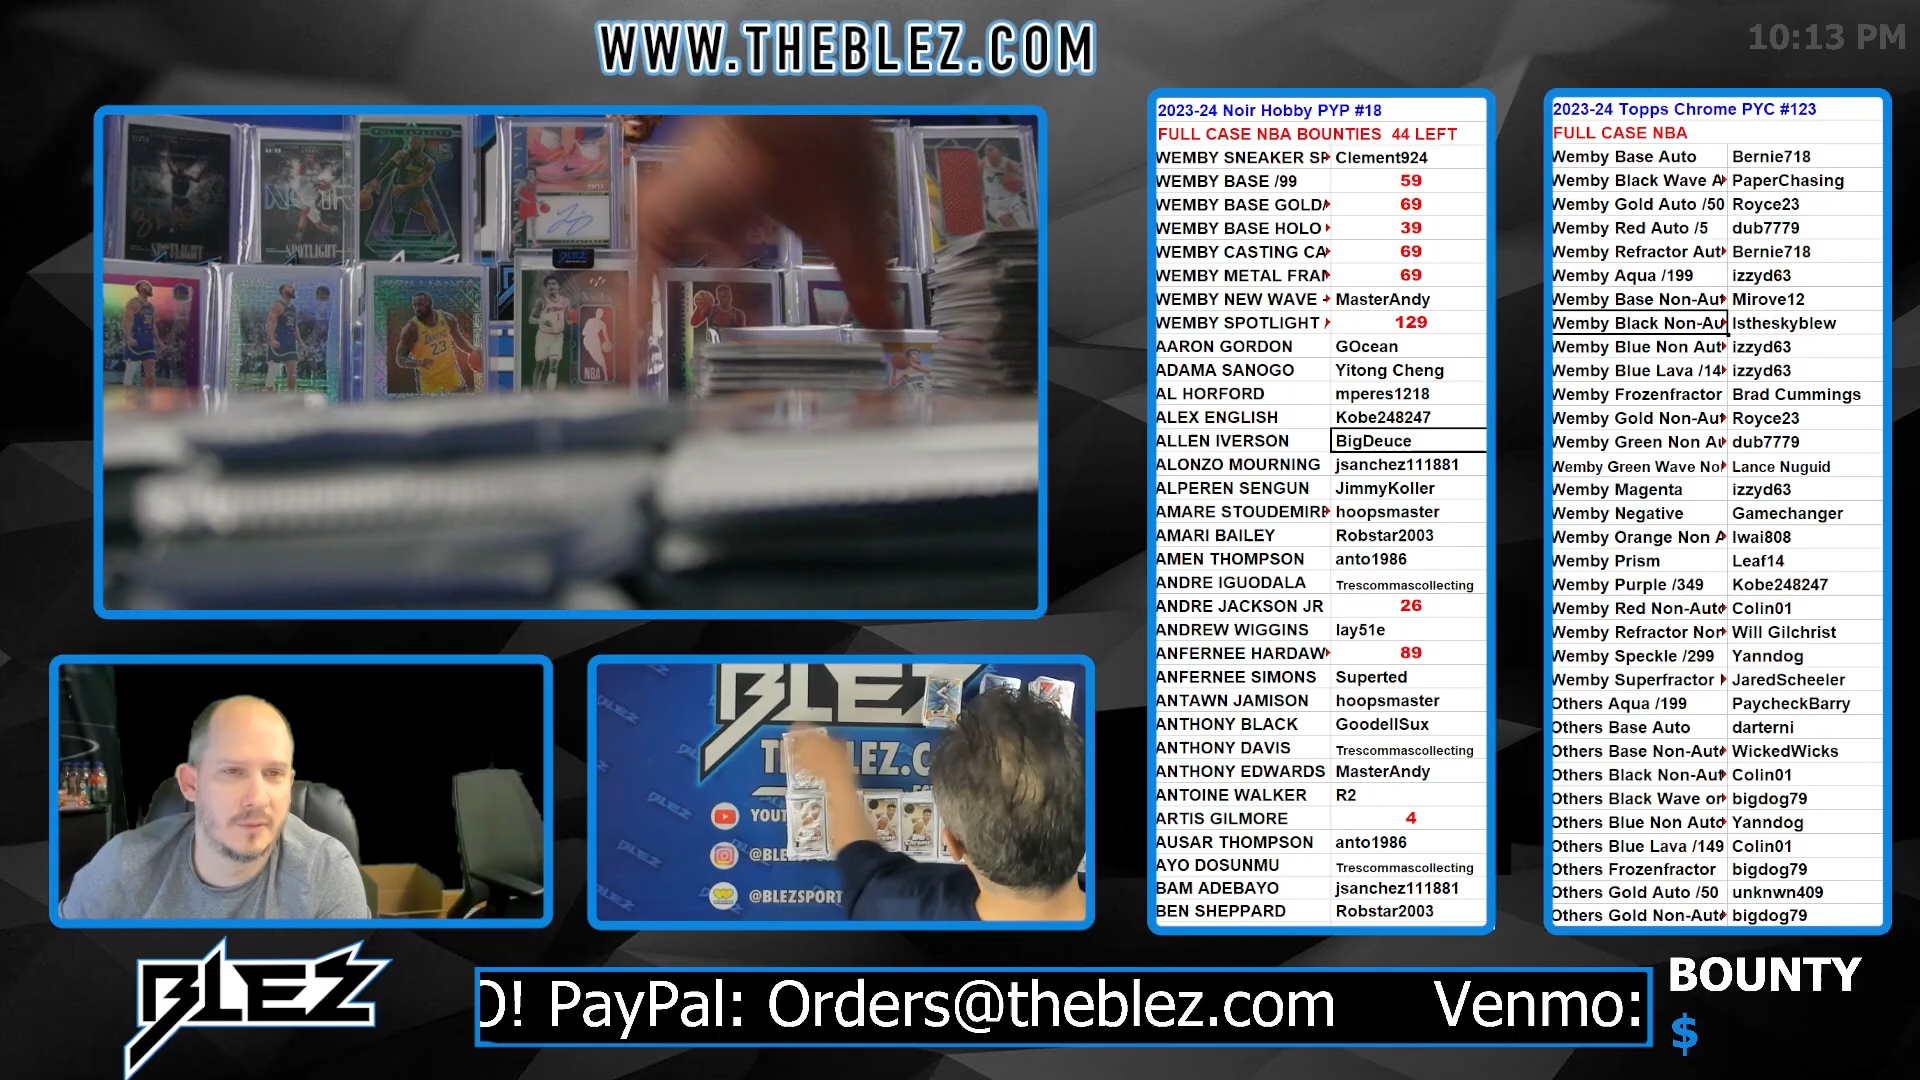 WWW.THEBLEZ.COM
10:13 PM
SPOTLIGHT
SPOTLIGHT
NBA
2023-24 Noir Hobby PYP #18
FULL CASE NBA BOUNTIES 44 LEFT
WEMBY SNEAKER SP Clement924
WEMBY BASE /99 59
WEMBY BASE GOLD/ 69
WEMBY BASE HOLO 39
WEMBY CASTING CA 69
WEMBY METAL FRAM 69
WEMBY NEW WAVE MasterAndy
WEMBY SPOTLIGHT 129
AARON GORDON GOcean
ADAMA SANOGO Yitong Cheng
AL HORFORD mperes1218
ALEX ENGLISH Kobe248247
ALLEN IVERSON BigDeuce
ALONZO MOURNING jsanchez111881
ALPEREN SENGUN JimmyKoller
AMARE STOUDEMIRE hoopsmaster
AMARI BAILEY Robstar2003
AMEN THOMPSON anto1986
ANDRE IGUODALA Trescommascollecting
ANDRE JACKSON JR 26
ANDREW WIGGINS lay51e
ANFERNEE HARDAW 89
ANFERNEE SIMONS Superted
ANTAWN JAMISON hoopsmaster
ANTHONY BLACK GoodellSux
ANTHONY DAVIS Trescommascollecting
ANTHONY EDWARDS MasterAndy
ANTOINE WALKER R2
ARTIS GILMORE 4
AUSAR THOMPSON anto1986
AYO DOSUNMU Trescommascollecting
BAM ADEBAYO jsanchez111881
BEN SHEPPARD Robstar2003
2023-24 Topps Chrome PYC #123
FULL CASE NBA
Wemby Base Auto Bernie718
Wemby Black Wave A PaperChasing
Wemby Gold Auto /50 Royce23
Wemby Red Auto /5 dub7779
Wemby Refractor Aut Bernie718
Wemby Aqua /199 izzyd63
Wemby Base Non-Aut Mirove12
Wemby Black Non-Au Istheskyblew
Wemby Blue Non Aut izzyd63
Wemby Blue Lava /14 izzyd63
Wemby Frozenfractor Brad Cummings
Wemby Gold Non-Aut Royce23
Wemby Green Non Au dub7779
Wemby Green Wave No Lance Nuguid
Wemby Magenta izzyd63
Wemby Negative Gamechanger
Wemby Orange Non A Iwai808
Wemby Prism Leaf14
Wemby Purple /349 Kobe248247
Wemby Red Non-Auto Colin01
Wemby Refractor Non Will Gilchrist
Wemby Speckle /299 Yanndog
Wemby Superfractor JaredScheeler
Others Aqua /199 PaycheckBarry
Others Base Auto darterni
Others Base Non-Auto WickedWicks
Others Black Non-Aut Colin01
Others Black Wave or bigdog79
Others Blue Non Auto Yanndog
Others Blue Lava /149 Colin01
Others Frozenfractor bigdog79
Others Gold Auto /50 unknwn409
Others Gold Non-Auto bigdog79
BLEZ
@BLEZSPORT
BLEZ
O! PayPal: Orders@theblez.com Venmo:
BOUNTY
$